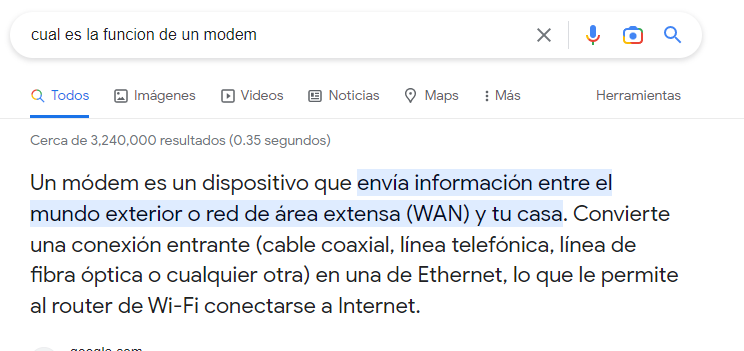 cual es la funcion de un modem
Todos Imágenes Videos Noticias Maps Más Herramientas
Cerca de 3,240,000 resultados (0.35 segundos)
Un módem es un dispositivo que envía información entre el
mundo exterior o red de área extensa (WAN) y tu casa. Convierte
una conexión entrante (cable coaxial, línea telefónica, línea de
fibra óptica o cualquier otra) en una de Ethernet, lo que le permite
al router de Wi-Fi conectarse a Internet.
google.com